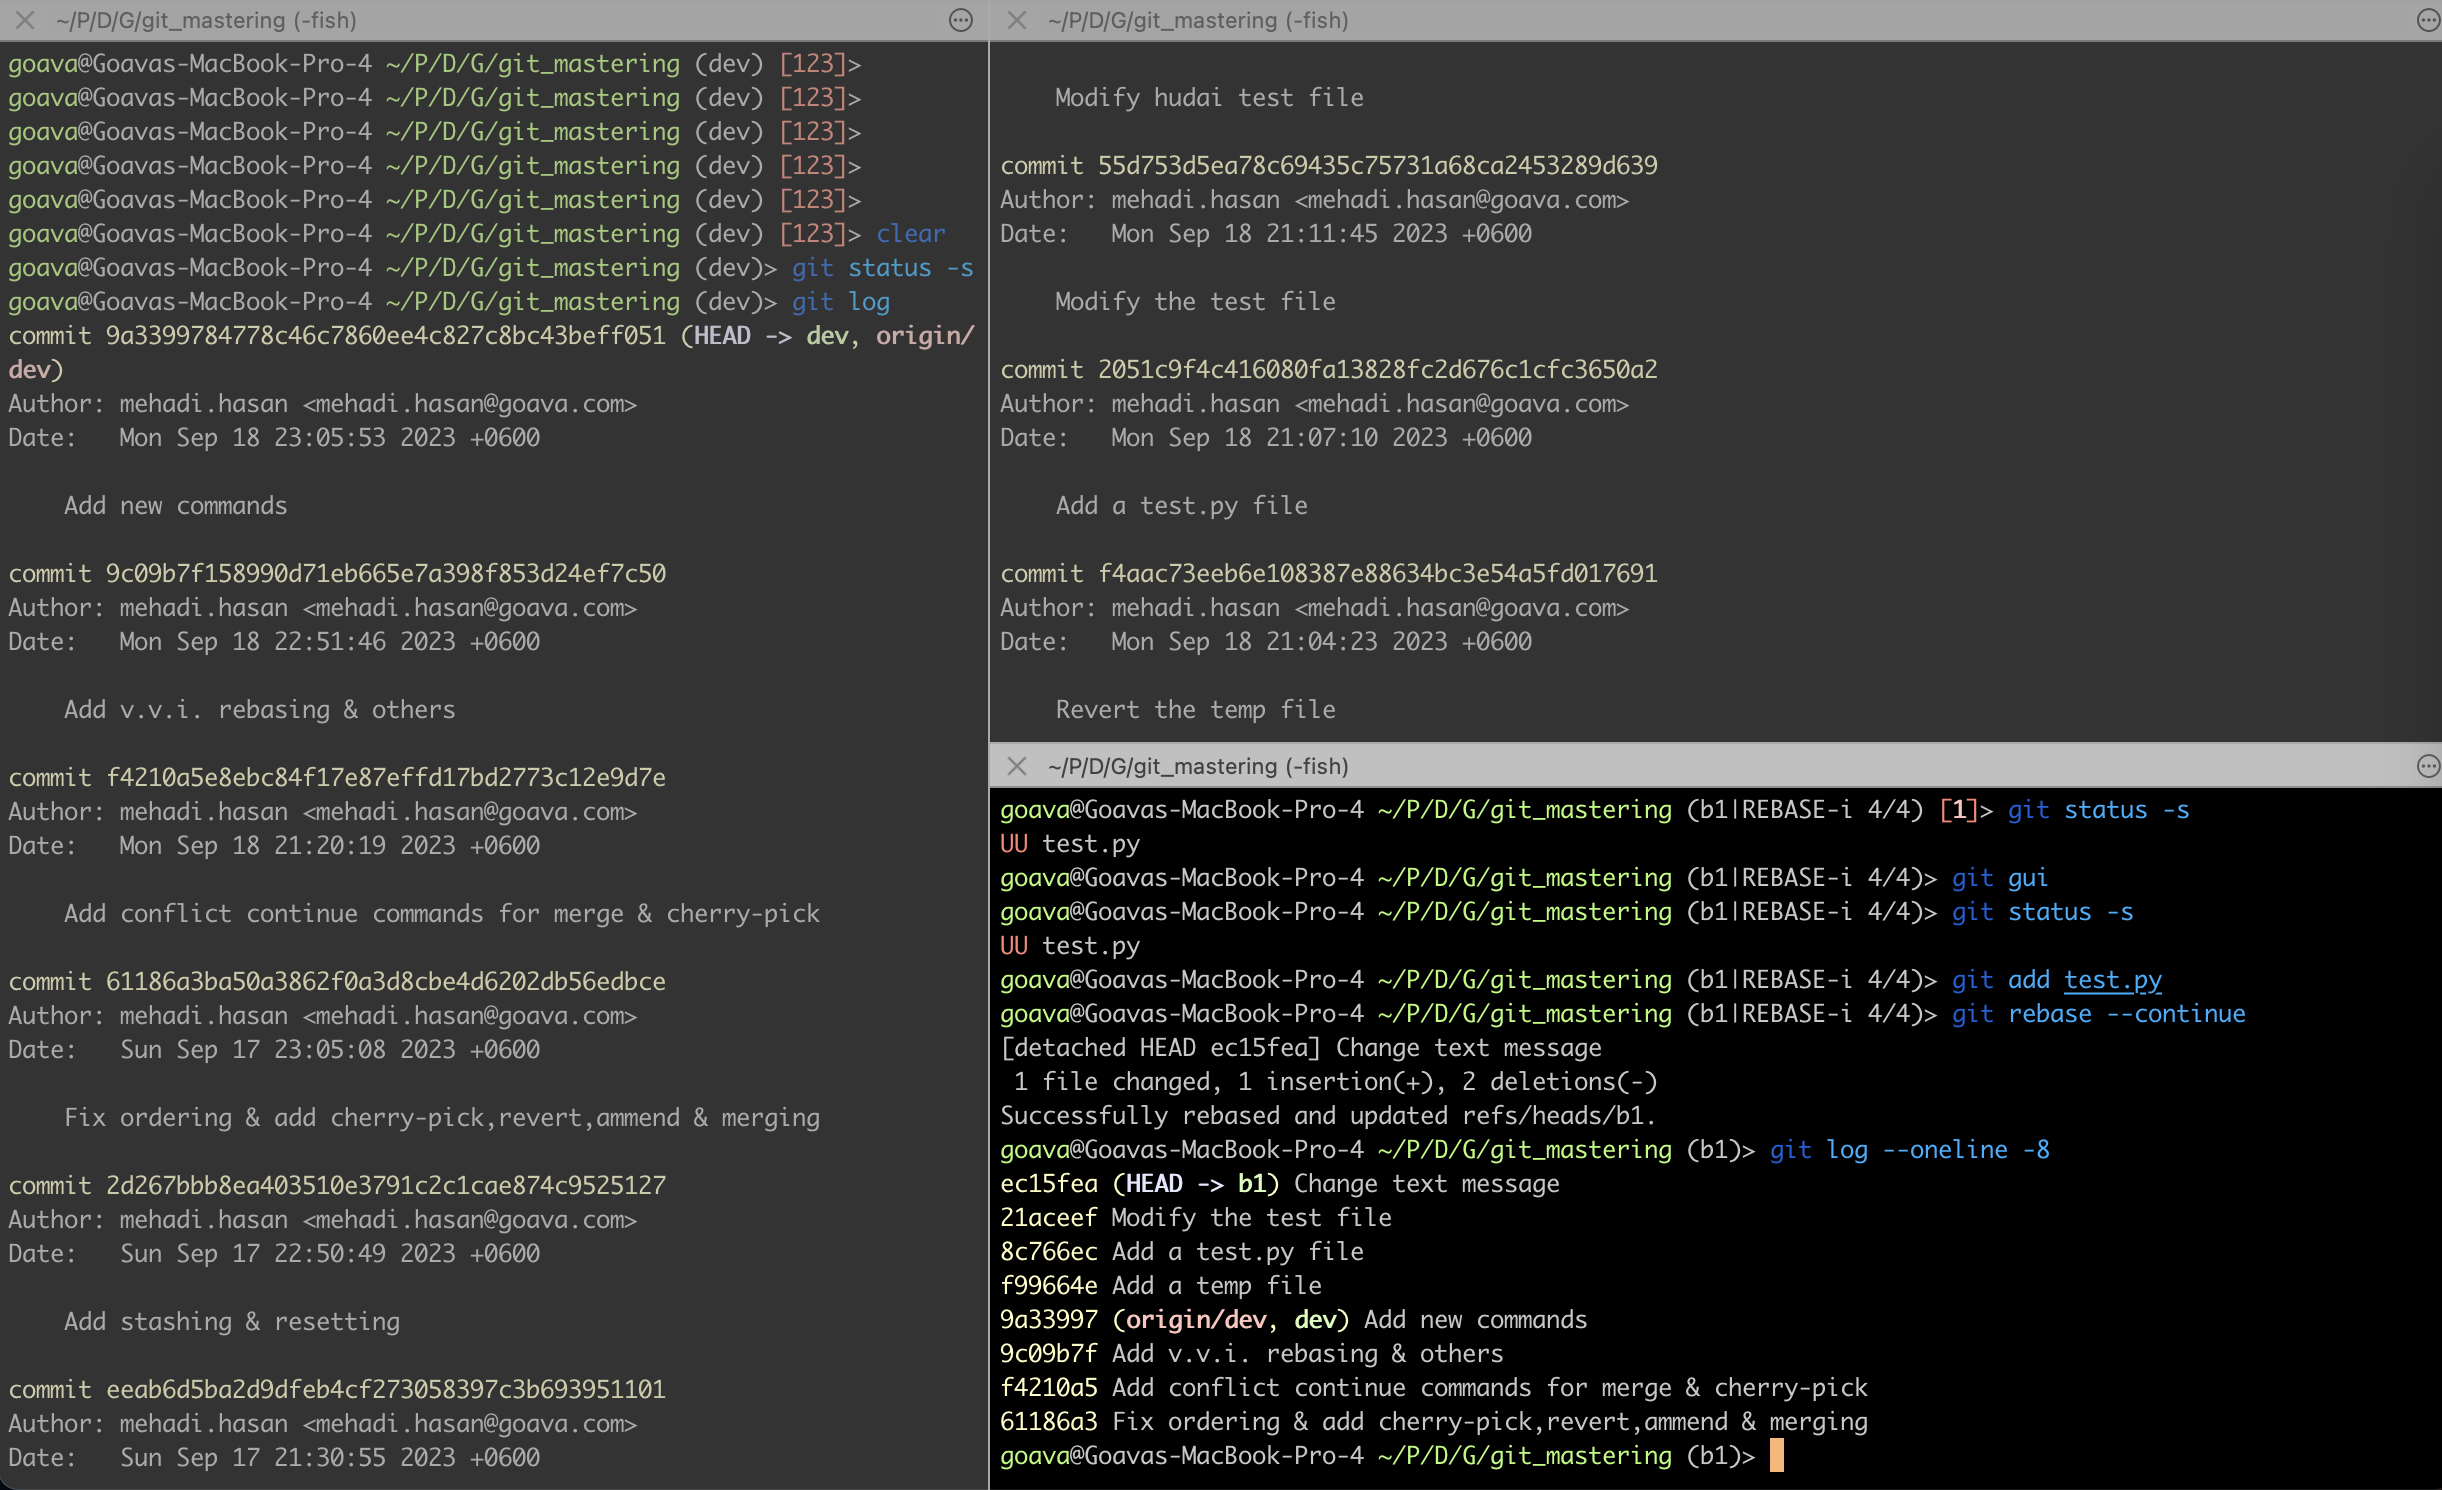 ~/P/D/G/git_mastering (-fish)
goava@Goavas-MacBook-Pro-4 ~/P/D/G/git_mastering (dev) [123]>
goava@Goavas-MacBook-Pro-4 ~/P/D/G/git_mastering (dev) [123]>
goava@Goavas-MacBook-Pro-4 ~/P/D/G/git_mastering (dev) [123]>
goava@Goavas-MacBook-Pro-4 ~/P/D/G/git_mastering (dev) [123]>
goava@Goavas-MacBook-Pro-4 ~/P/D/G/git_mastering (dev) [123]>
goava@Goavas-MacBook-Pro-4 ~/P/D/G/git_mastering (dev) [123]> clear
goava@Goavas-MacBook-Pro-4 ~/P/D/G/git_mastering (dev)> git status -s
goava@Goavas-MacBook-Pro-4 ~/P/D/G/git_mastering (dev)> git log
commit 9a3399784778c46c7860ee4c827c8bc43beff051 (HEAD -> dev, origin/
dev)
Author: mehadi.hasan <mehadi.hasan@goava.com>
Date:   Mon Sep 18 23:05:53 2023 +0600
    Add new commands
commit 9c09b7f158990d71eb665e7a398f853d24ef7c50
Author: mehadi.hasan <mehadi.hasan@goava.com>
Date:   Mon Sep 18 22:51:46 2023 +0600
    Add v.v.i. rebasing & others
commit f4210a5e8ebc84f17e87effd17bd2773c12e9d7e
Author: mehadi.hasan <mehadi.hasan@goava.com>
Date:   Mon Sep 18 21:20:19 2023 +0600
    Add conflict continue commands for merge & cherry-pick
commit 61186a3ba50a3862f0a3d8cbe4d6202db56edbce
Author: mehadi.hasan <mehadi.hasan@goava.com>
Date:   Sun Sep 17 23:05:08 2023 +0600
    Fix ordering & add cherry-pick,revert,ammend & merging
commit 2d267bbb8ea403510e3791c2c1cae874c9525127
Author: mehadi.hasan <mehadi.hasan@goava.com>
Date:   Sun Sep 17 22:50:49 2023 +0600
    Add stashing & resetting
commit eeab6d5ba2d9dfeb4cf273058397c3b693951101
Author: mehadi.hasan <mehadi.hasan@goava.com>
Date:   Sun Sep 17 21:30:55 2023 +0600
~/P/D/G/git_mastering (-fish)
    Modify hudai test file
commit 55d753d5ea78c69435c75731a68ca2453289d639
Author: mehadi.hasan <mehadi.hasan@goava.com>
Date:   Mon Sep 18 21:11:45 2023 +0600
    Modify the test file
commit 2051c9f4c416080fa13828fc2d676c1cfc3650a2
Author: mehadi.hasan <mehadi.hasan@goava.com>
Date:   Mon Sep 18 21:07:10 2023 +0600
    Add a test.py file
commit f4aac73eeb6e108387e88634bc3e54a5fd017691
Author: mehadi.hasan <mehadi.hasan@goava.com>
Date:   Mon Sep 18 21:04:23 2023 +0600
    Revert the temp file
~/P/D/G/git_mastering (-fish)
goava@Goavas-MacBook-Pro-4 ~/P/D/G/git_mastering (b1|REBASE-i 4/4) [1]> git status -s
UU test.py
goava@Goavas-MacBook-Pro-4 ~/P/D/G/git_mastering (b1|REBASE-i 4/4)> git gui
goava@Goavas-MacBook-Pro-4 ~/P/D/G/git_mastering (b1|REBASE-i 4/4)> git status -s
UU test.py
goava@Goavas-MacBook-Pro-4 ~/P/D/G/git_mastering (b1|REBASE-i 4/4)> git add test.py
goava@Goavas-MacBook-Pro-4 ~/P/D/G/git_mastering (b1|REBASE-i 4/4)> git rebase --continue
[detached HEAD ec15fea] Change text message
 1 file changed, 1 insertion(+), 2 deletions(-)
Successfully rebased and updated refs/heads/b1.
goava@Goavas-MacBook-Pro-4 ~/P/D/G/git_mastering (b1)> git log --oneline -8
ec15fea (HEAD -> b1) Change text message
21aceef Modify the test file
8c766ec Add a test.py file
f99664e Add a temp file
9a33997 (origin/dev, dev) Add new commands
9c09b7f Add v.v.i. rebasing & others
f4210a5 Add conflict continue commands for merge & cherry-pick
61186a3 Fix ordering & add cherry-pick,revert,ammend & merging
goava@Goavas-MacBook-Pro-4 ~/P/D/G/git_mastering (b1)>